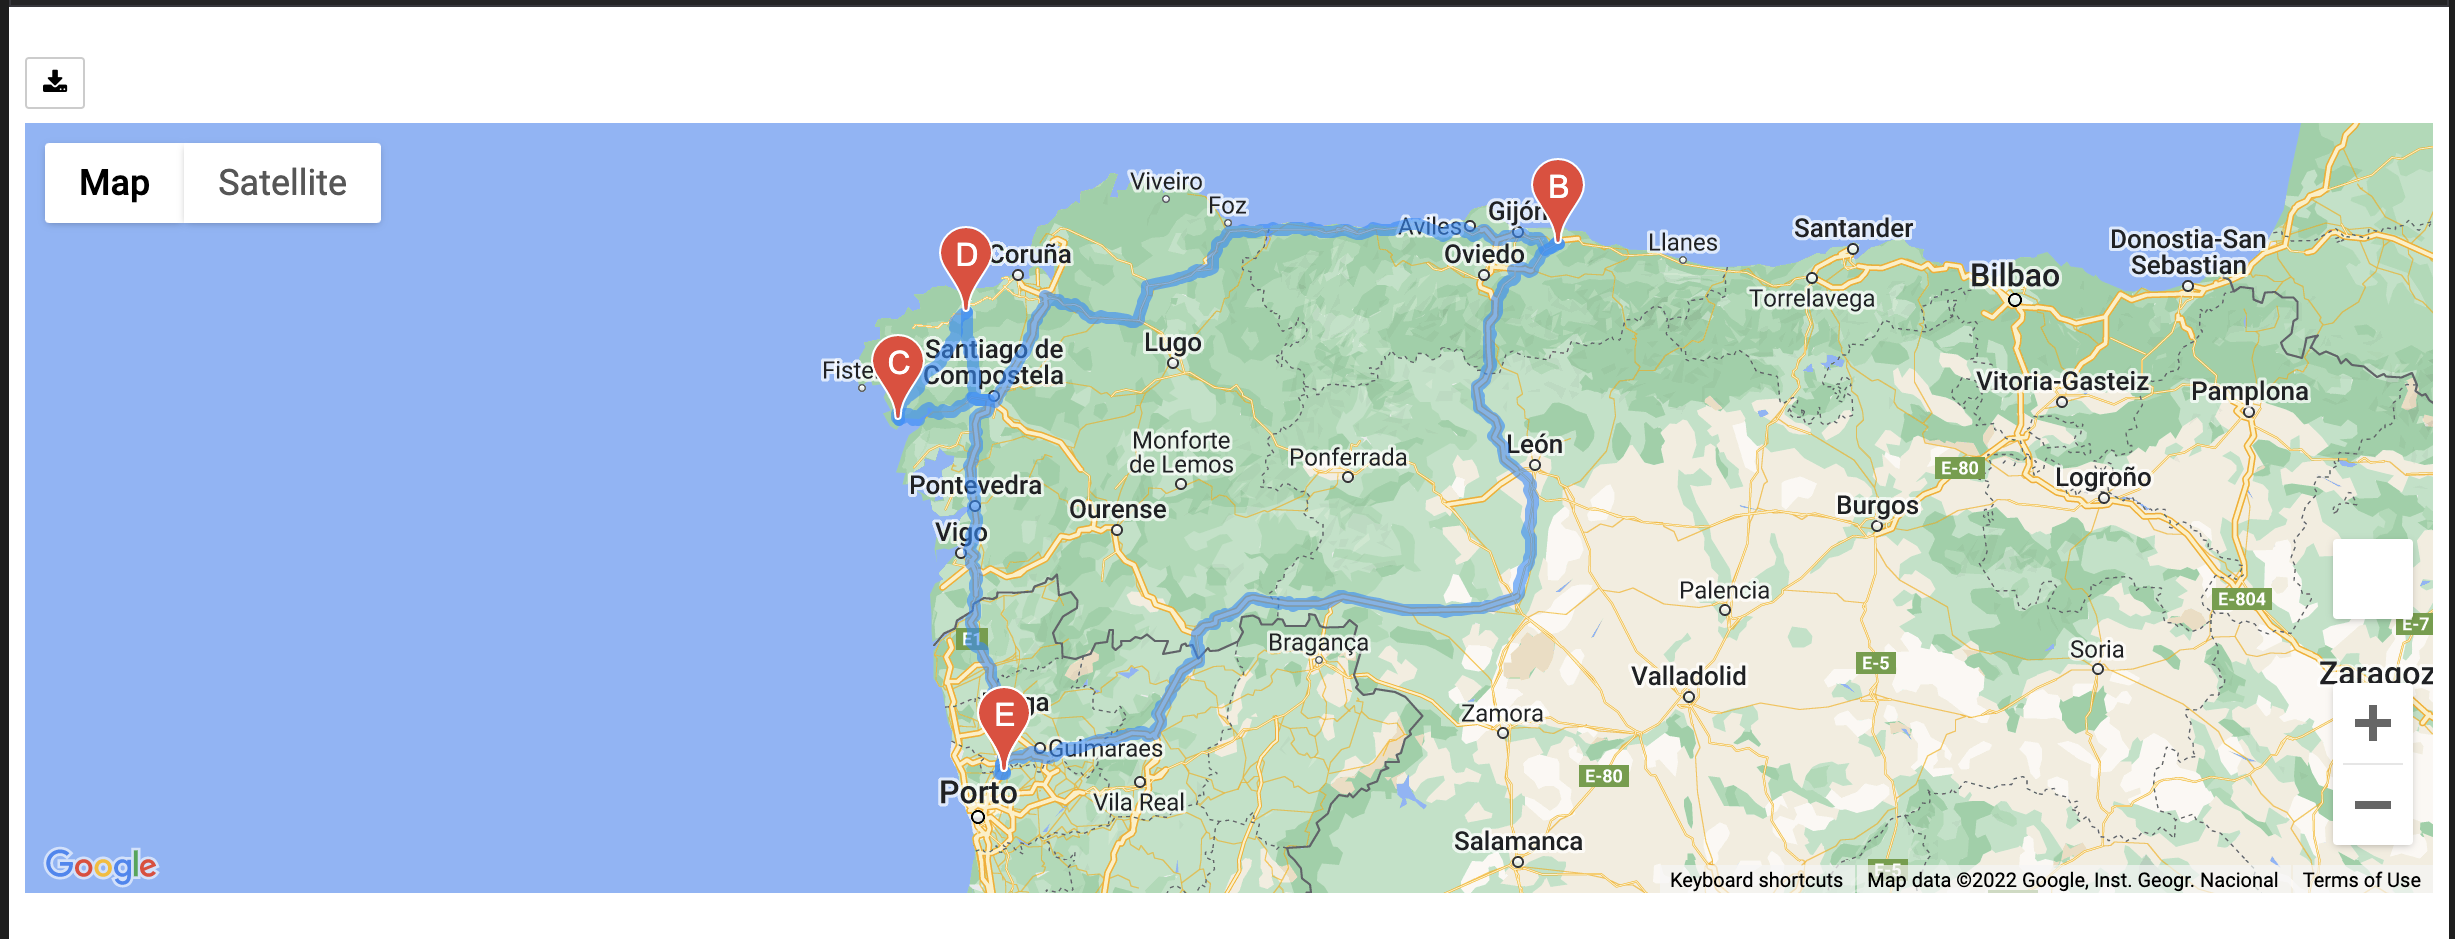 Map
Satellite
Viveiro
Foz
B
Gijón
Aviles
Oviedo
Llanes
Santander
Torrelavega
Bilbao
Donostia-San
Sebastian
D
Coruña
Lugo
C
Santiago de
Compostela
Vitoria-Gasteiz
Pamplona
Monforte
de Lemos
Ponferrada
León
E-80
Logroño
Burgos
Pontevedra
Ourense
Vigo
Palencia
E-804
E-7
E1
Bragança
Soria
E-5
Valladolid
E
Zamora
Guimaraes
E-80
Porto
Vila Real
Salamanca
E-5
Google
Keyboard shortcuts
Map data ©2022 Google, Inst. Geogr. Nacional
Terms of Use